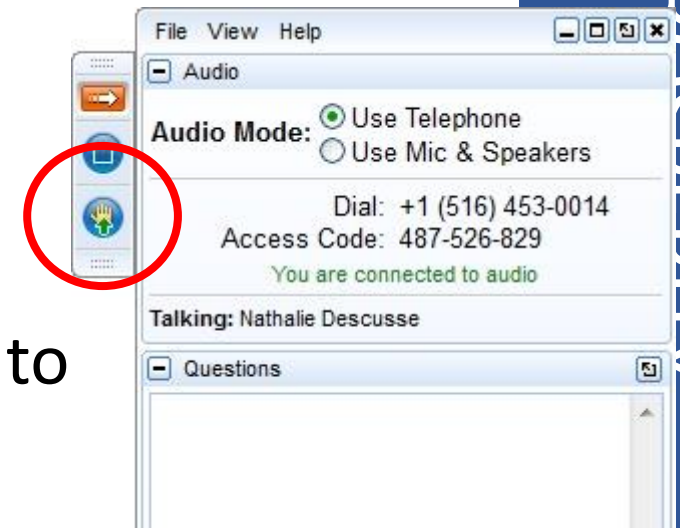 File View Help
Audio
Audio Mode: Use Telephone
Use Mic & Speakers
Dial: +1 (516) 453-0014
Access Code: 487-526-829
You are connected to audio
Talking: Nathalie Descusse
to
Questions